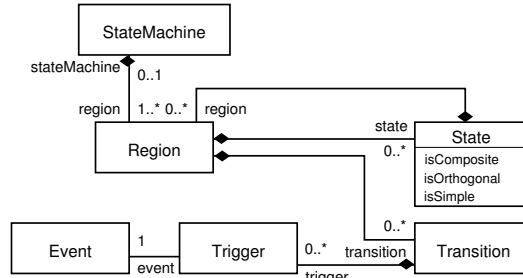 StateMachine
stateMachine
0..1
region
1..*
0..*
region
Region
state
0..*
State
isComposite
isOrthogonal
isSimple
0..*
transition
Event
1
event
Trigger
0..*
trigger
Transition